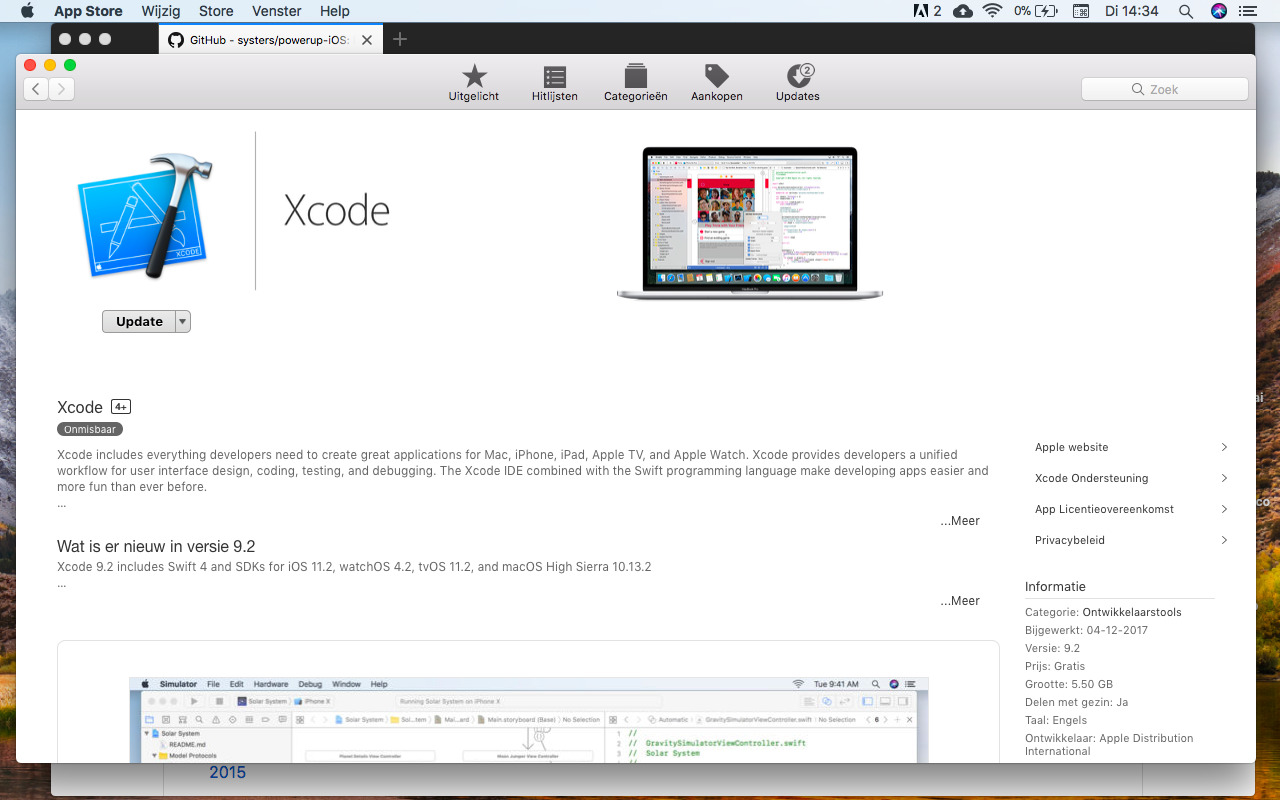 App Store Wijzig Store Venster Help 2 0% Di 14:34
GitHub - systers/powerup-iOS:
Uitgelicht Hitlijsten Categorieën Aankopen Updates 2
Zoek
XCODE
Xcode
Update
Xcode 4+
Onmisbaar
Xcode includes everything developers need to create great applications for Mac, iPhone, iPad, Apple TV, and Apple Watch. Xcode provides developers a unified
workflow for user interface design, coding, testing, and debugging. The Xcode IDE combined with the Swift programming language make developing apps easier and
more fun than ever before.
...
...Meer
Wat is er nieuw in versie 9.2
Xcode 9.2 includes Swift 4 and SDKs for iOS 11.2, watchOS 4.2, tvOS 11.2, and macOS High Sierra 10.13.2
...
...Meer
Apple website
Xcode Ondersteuning
App Licentieovereenkomst
Privacybeleid
Informatie
Categorie: Ontwikkelaarstools
Bijgewerkt: 04-12-2017
Versie: 9.2
Prijs: Gratis
Grootte: 5.50 GB
Delen met gezin: Ja
Taal: Engels
Ontwikkelaar: Apple Distribution
International
Simulator File Edit Hardware Debug Window Help Tue 9:41 AM
Solar System iPhone X Running Solar System on iPhone X
Solar System Sol...tem Mai...ard Main.storyboard (Base) No Selection Automatic GravitySimulatorViewController.swift No Selection 6
Solar System
README.md
Model Protocols
Planet Details View Controller
Moon Jumper View Controller
1 //
2 // GravitySimulatorViewController.swift
3 // Solar System
2015